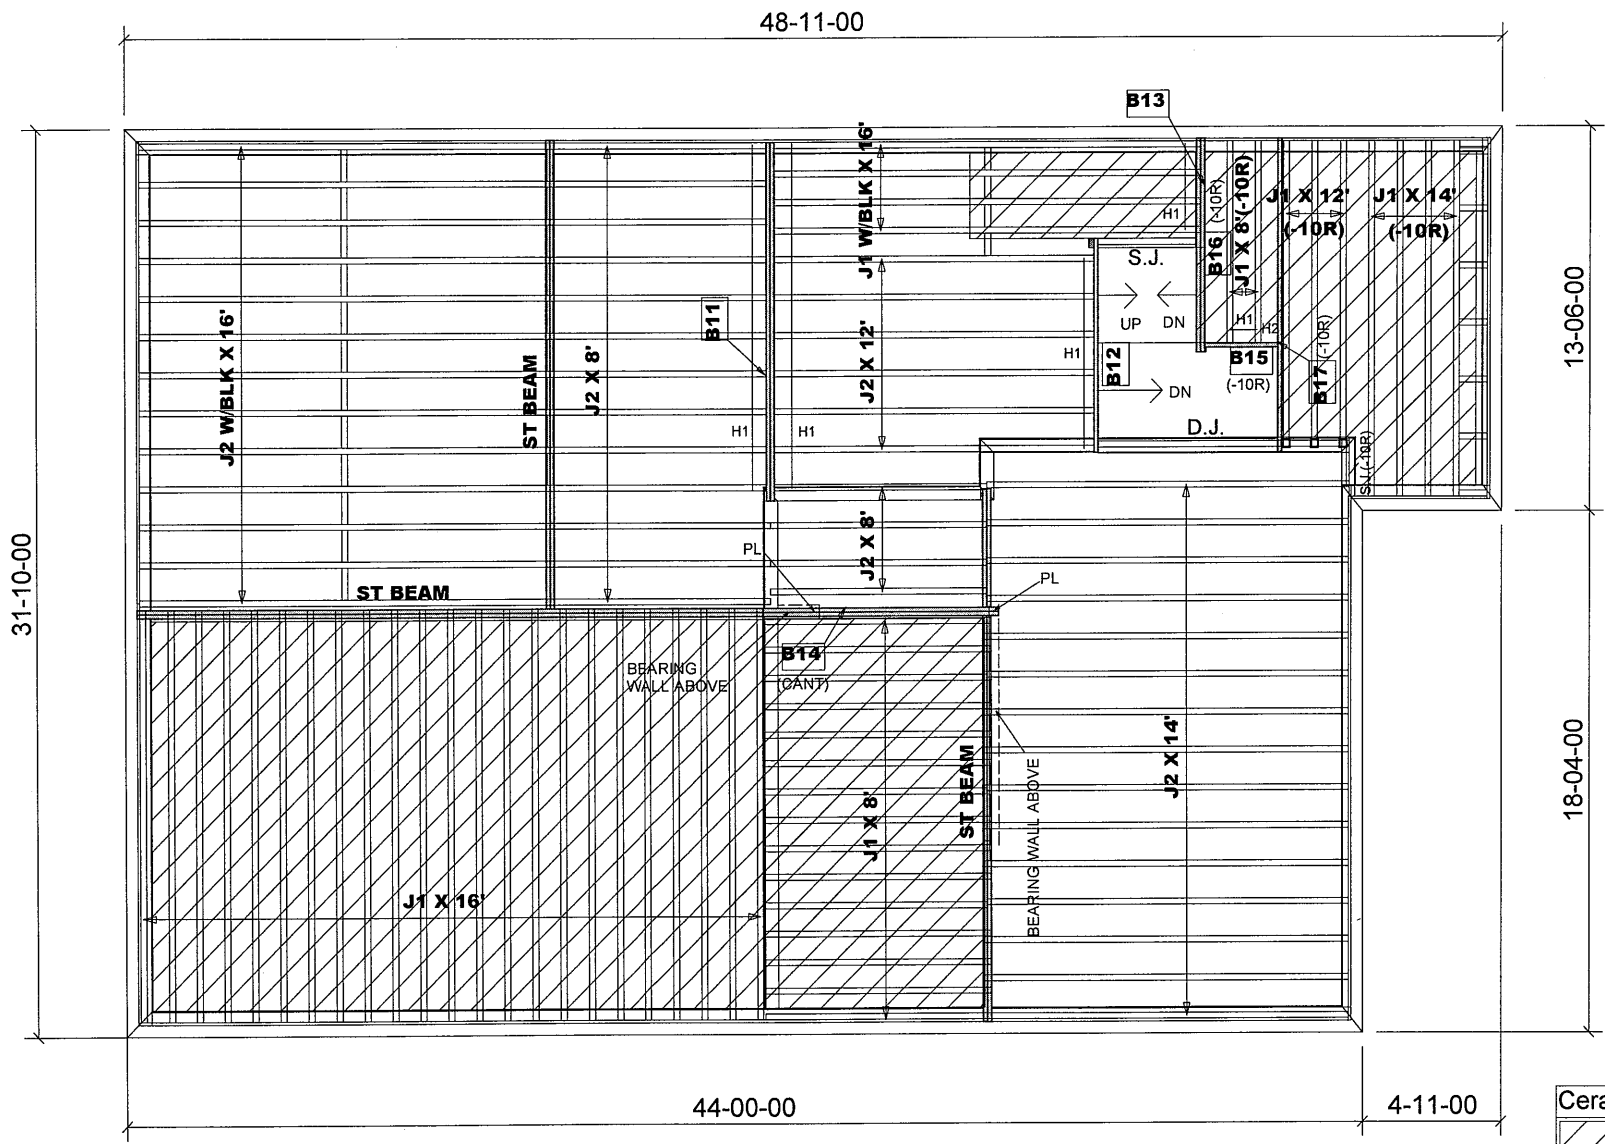 48-11-00
B13
J1 W/BLK X 16'
H1
(-10R)
B16
J1 X 8'(-10R)
J1 X 12'
(-10R)
J1 X 14'
(-10R)
S.J.
UP
DN
H1
H2
B15
(-10R)
B17
(-10R)
13-06-00
J2 W/BLK X 16'
ST BEAM
J2 X 8'
B11
J2 X 12'
H1
B12
DN
D.J.
H1
H1
S.J.(-10R)
31-10-00
PL
J2 X 8'
PL
ST BEAM
B14
(CANT)
BEARING
WALL ABOVE
J1 X 16'
J1 X 8'
ST BEAM
BEARING WALL ABOVE
J2 X 14'
18-04-00
44-00-00
4-11-00
Cera